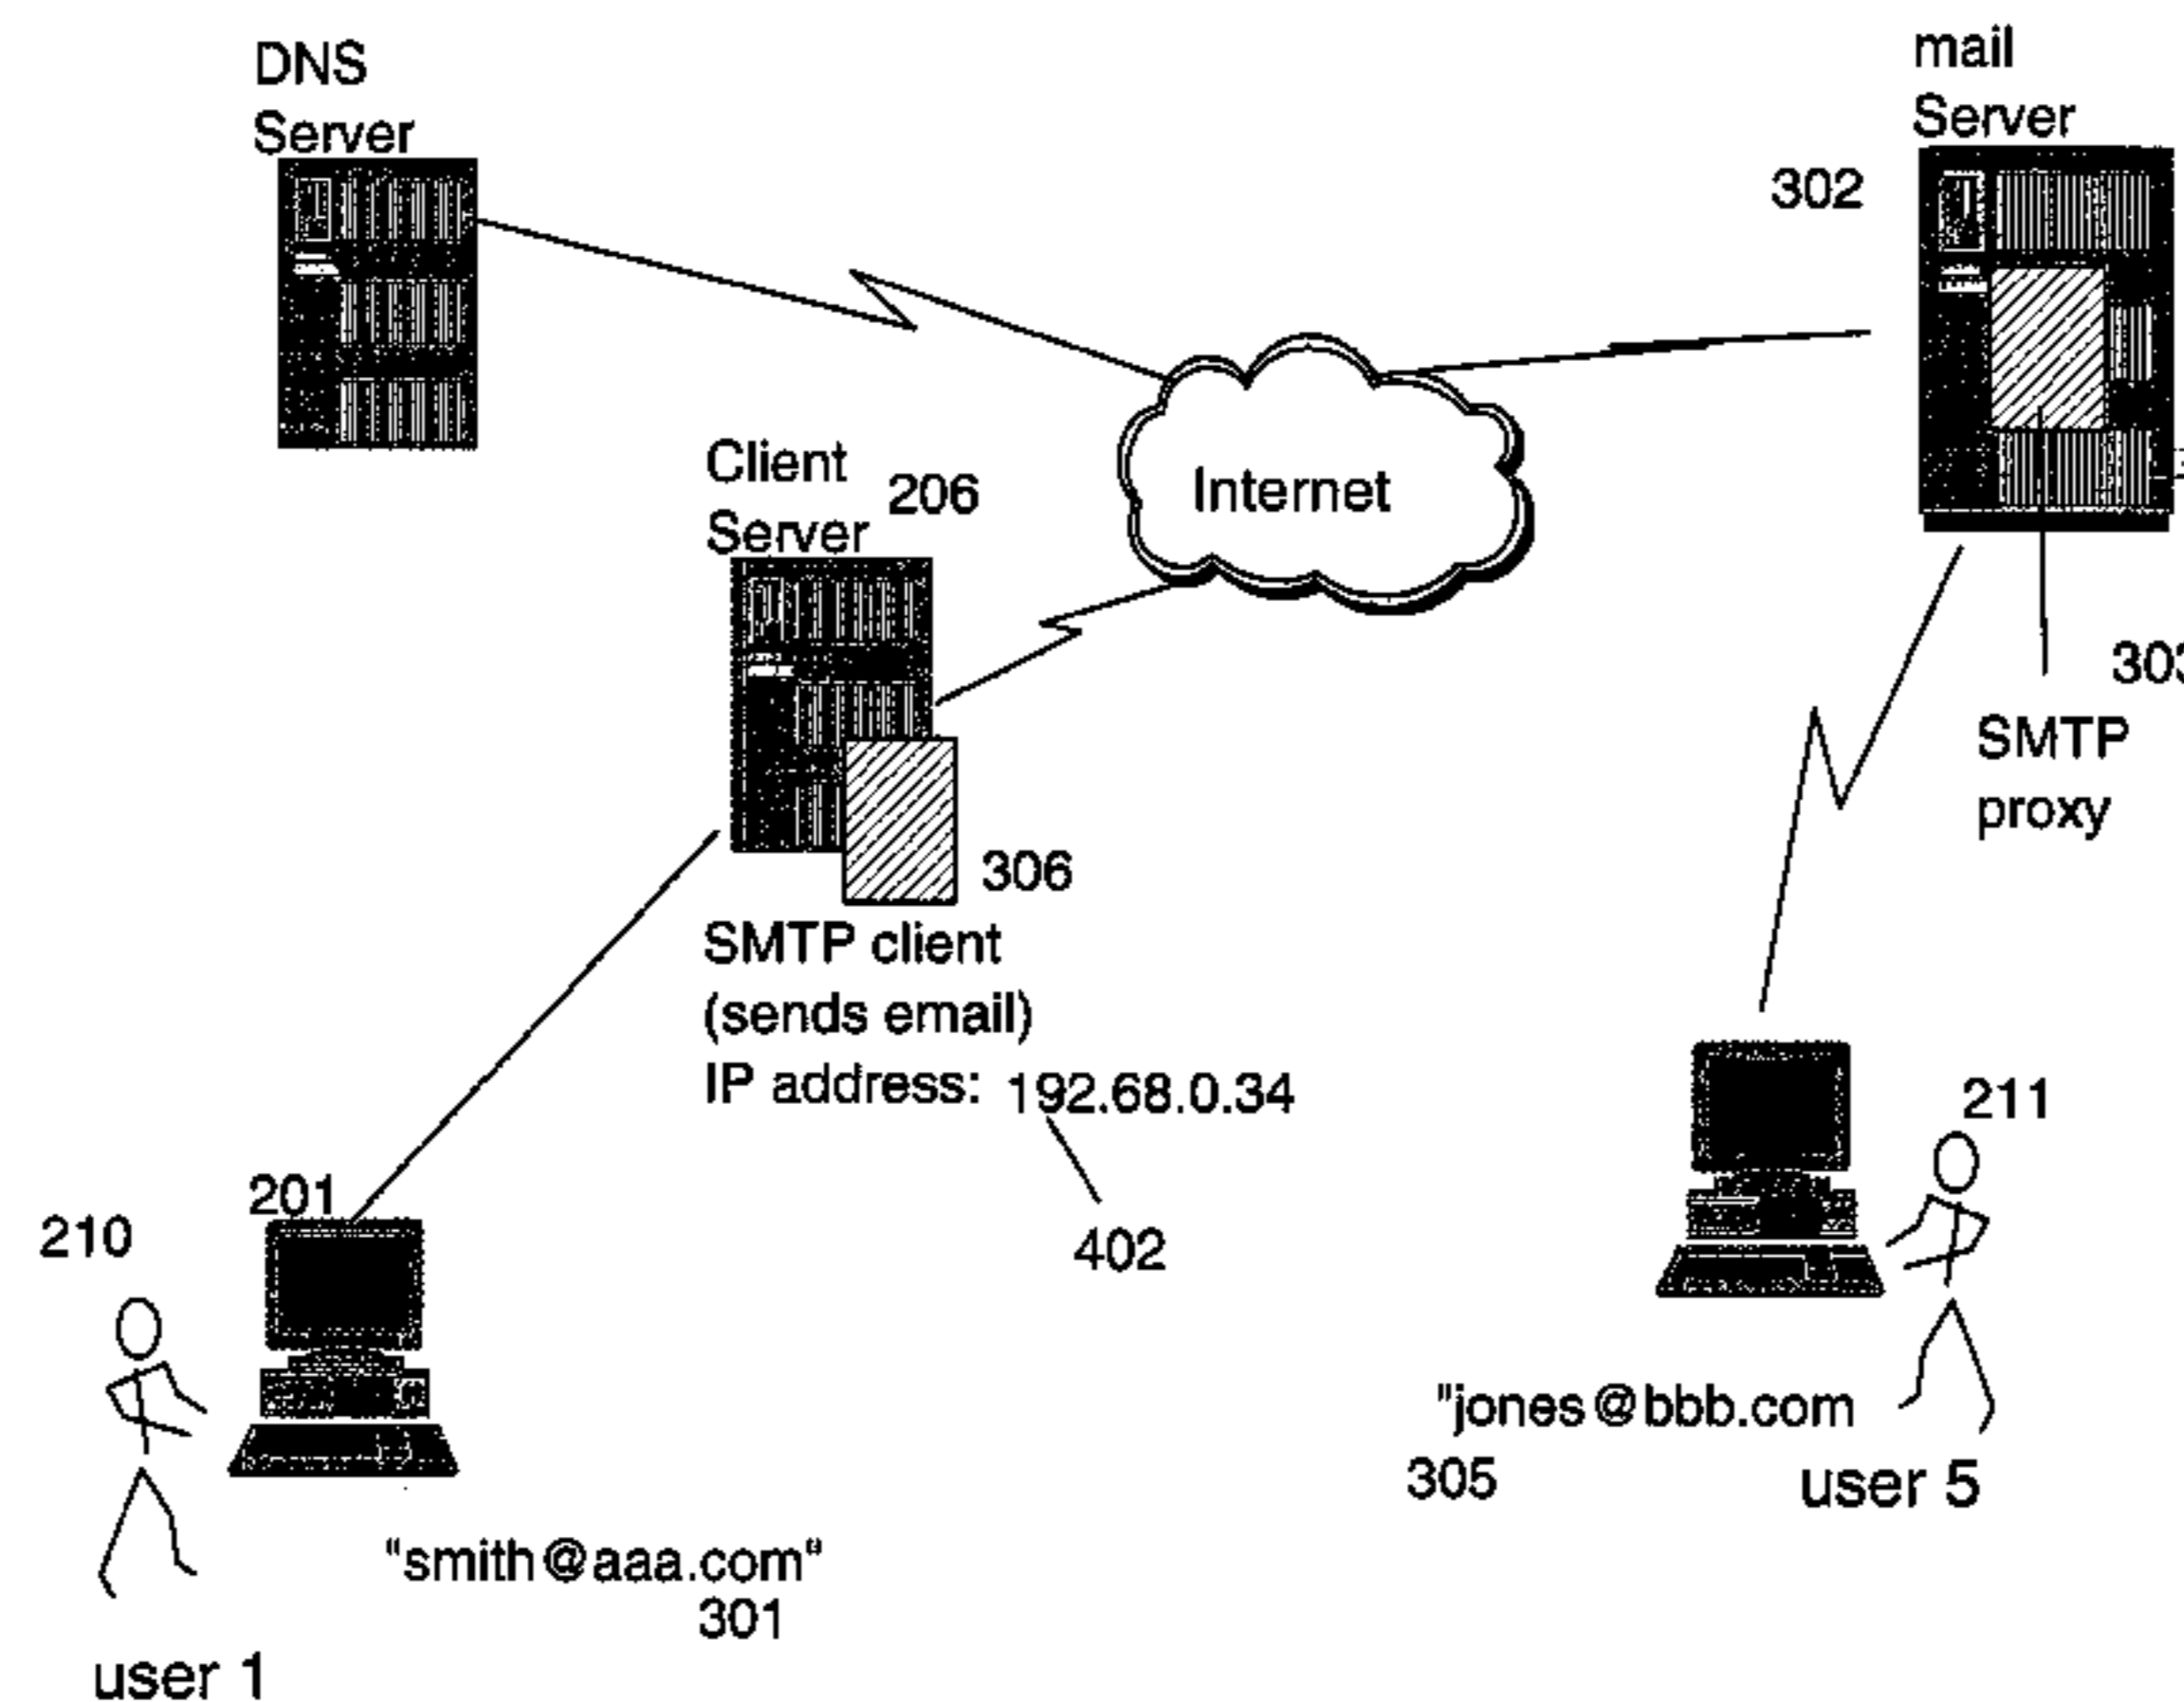 DNS
Server
mail
Server
302
Client
Server
206
Internet
303
SMTP
proxy
306
SMTP client
(sends email)
IP address: 192.68.0.34
402
201
210
211
"jones@bbb.com
305
user 5
"smith@aaa.com"
301
user 1